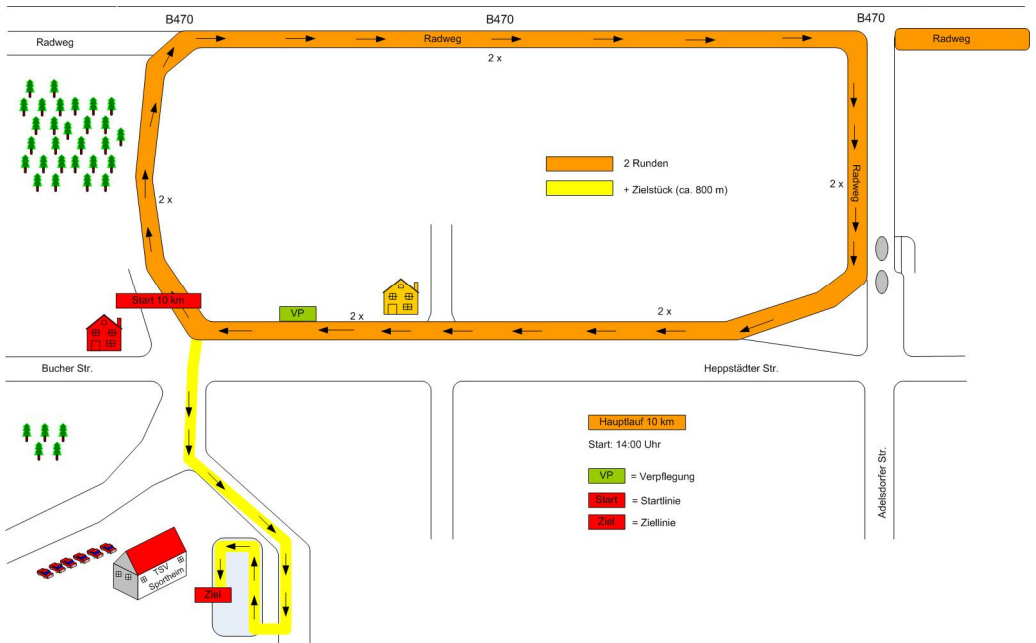 B470
B470
B470
Radweg
Radweg
Radweg
2 x
2 Runden
+ Zielstück (ca. 800 m)
Radweg
2 x
2 x
Start 10 km
VP
2 x
2 x
Bucher Str.
Heppstädter Str.
Hauptlauf 10 km
Start: 14:00 Uhr
VP = Verpflegung
Start = Startlinie
Ziel = Ziellinie
Adelsdorfer Str.
TSV
Sportheim
Ziel